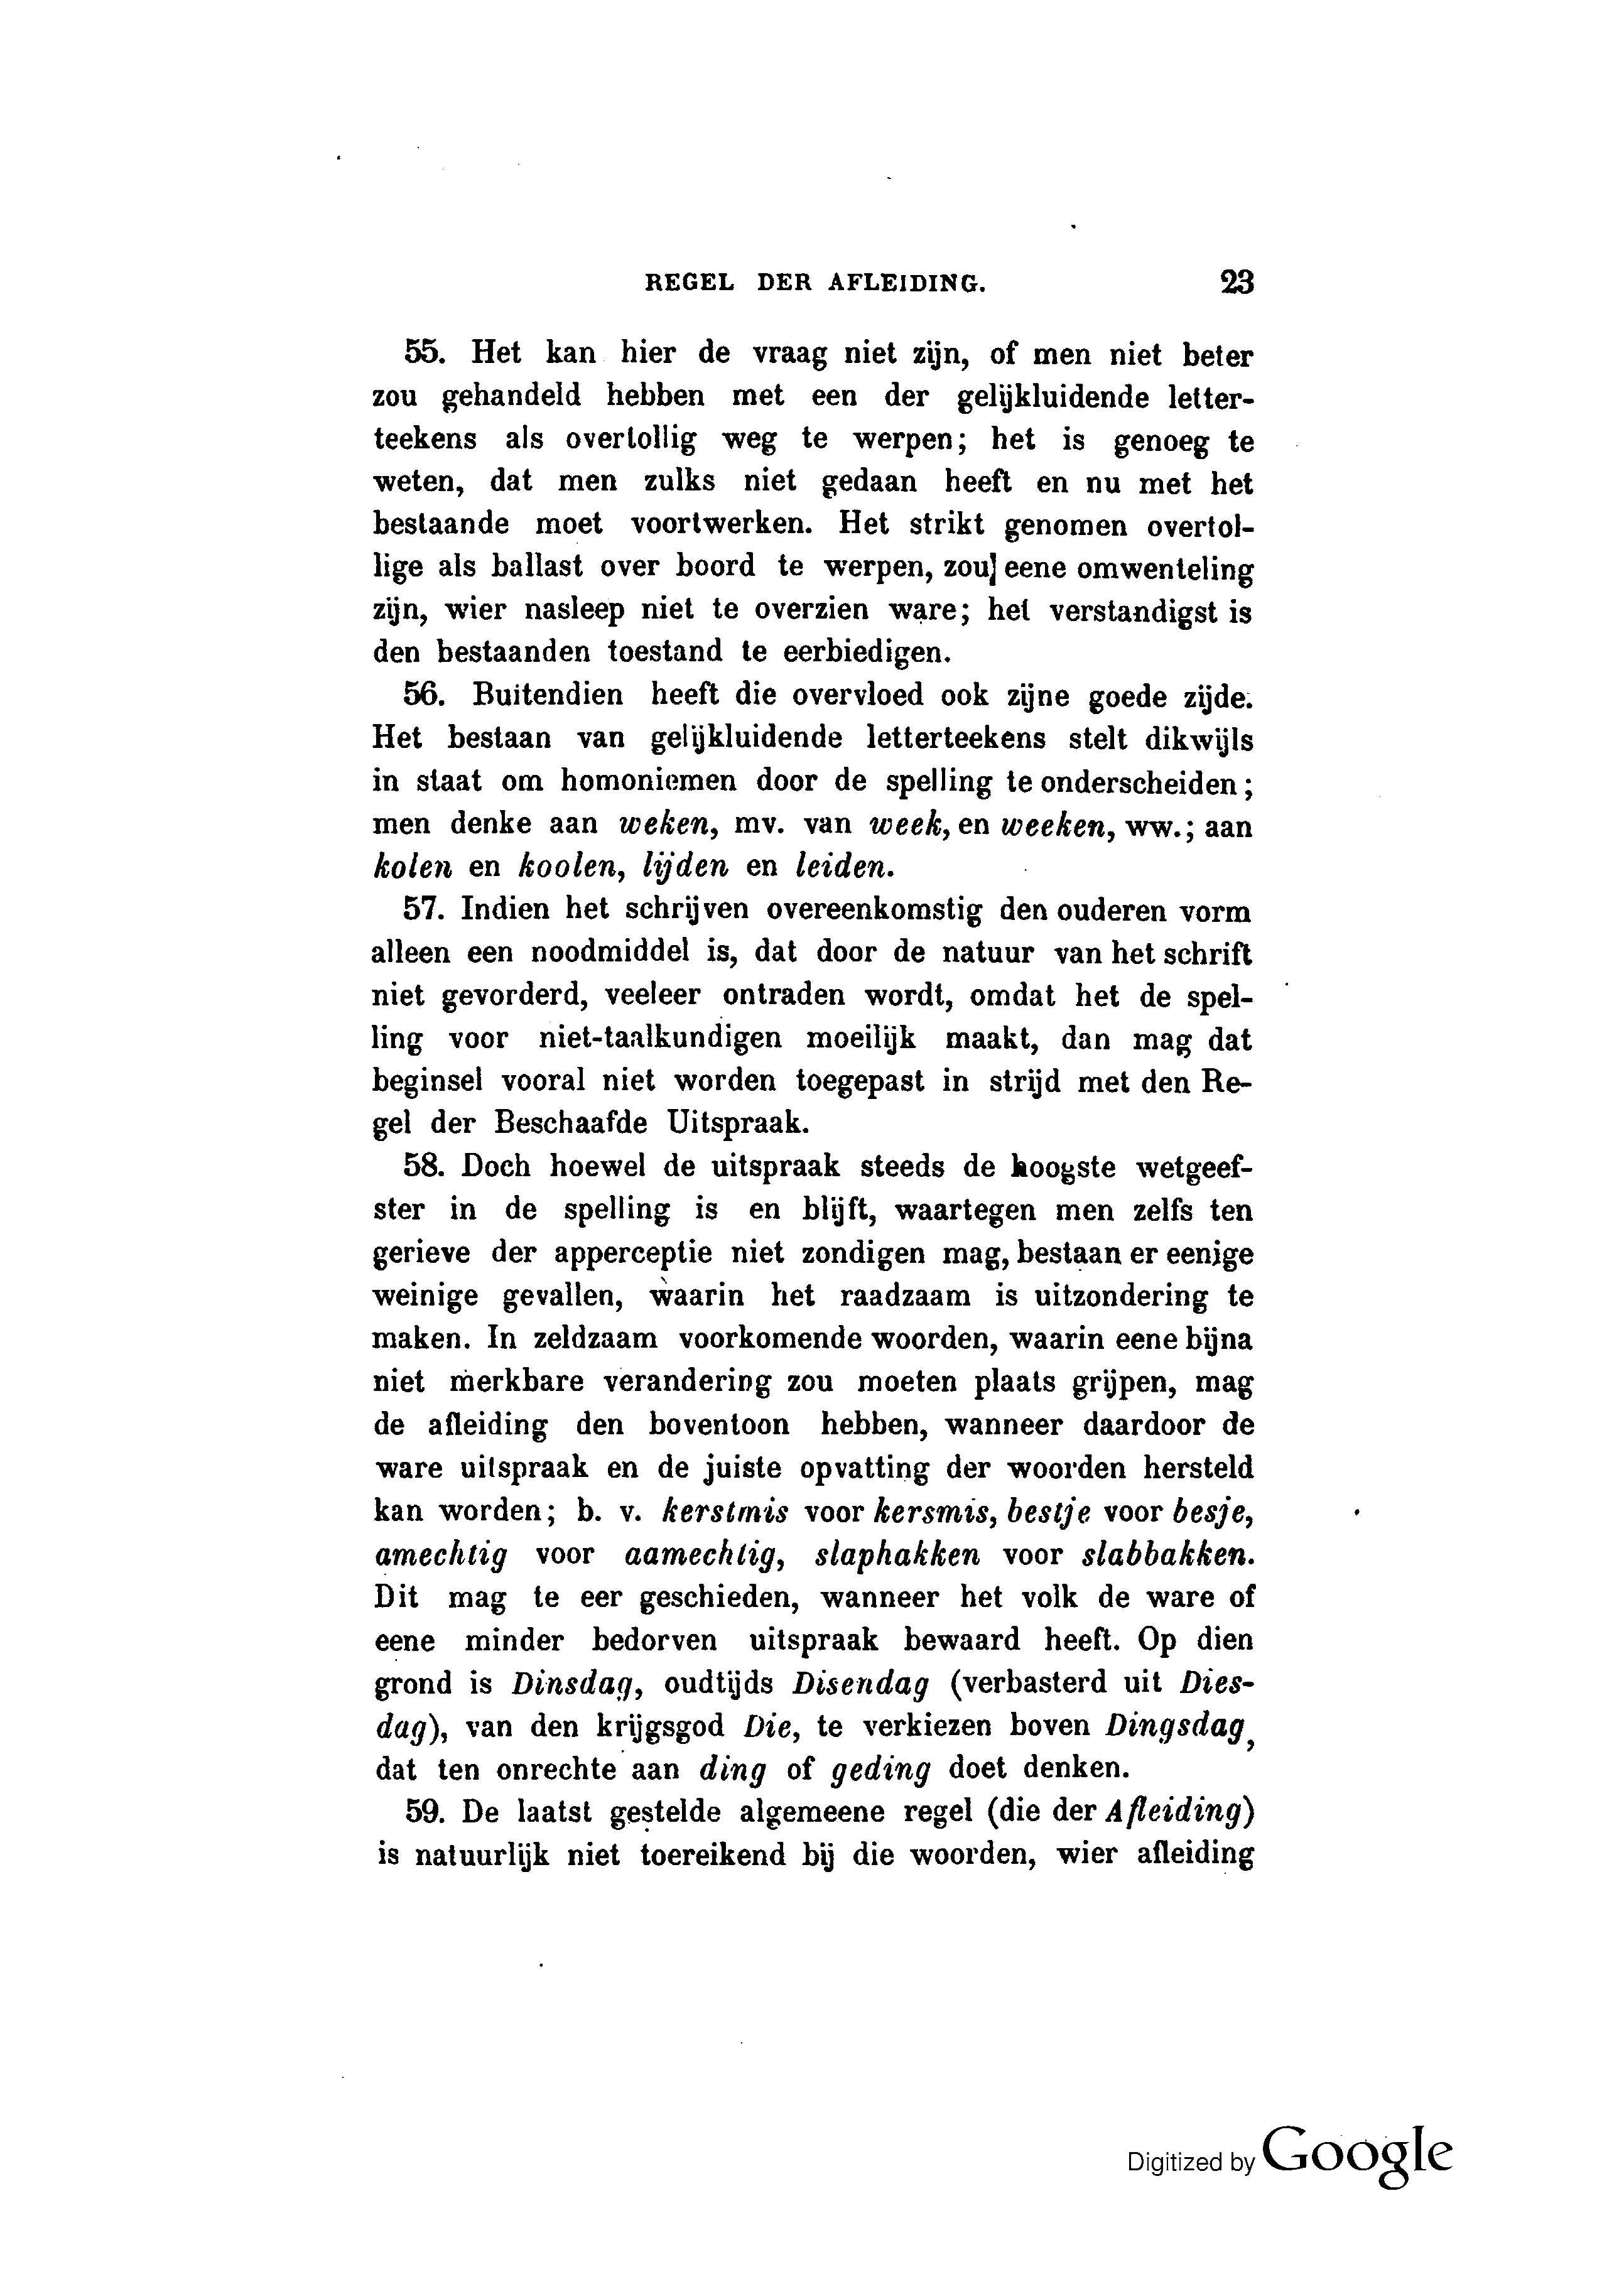 REGEL DER AFLEIDING. 23
55. Het kan hier de vraag niet zijn, of men niet beter
zou gehandeld hebben met een der gelijkluidende letter-
teekens als overtollig weg te werpen; het is genoeg te
weten, dat men zulks niet gedaan heeft en nu met het
bestaande moet voortwerken. Het strikt genomen overtol-
lige als ballast over boord te werpen, zou eene omwenteling
zijn, wier nasleep niet te overzien ware; het verstandigst is
den bestaanden toestand te eerbiedigen.
56. Buitendien heeft die overvloed ook zijne goede zijde.
Het bestaan van gelijkluidende letterteekens stelt dikwijls
in staat om homoniemen door de spelling te onderscheiden;
men denke aan weken, mv. van week, en weeken, ww.; aan
kolen en koolen, lijden en leiden.
57. Indien het schrijven overeenkomstig den ouderen vorm
alleen een noodmiddel is, dat door de natuur van het schrift
niet gevorderd, veeleer ontraden wordt, omdat het de spel-
ling voor niet-taalkundigen moeilijk maakt, dan mag dat
beginsel vooral niet worden toegepast in strijd met den Re-
gel der Beschaafde Uitspraak.
58. Doch hoewel de uitspraak steeds de hoogste wetgeef-
ster in de spelling is en blijft, waartegen men zelfs ten
gerieve der apperceptie niet zondigen mag, bestaan er eenige
weinige gevallen, waarin het raadzaam is uitzondering te
maken. In zeldzaam voorkomende woorden, waarin eene bijna
niet merkbare verandering zou moeten plaats grijpen, mag
de afleiding den boventoon hebben, wanneer daardoor de
ware uitspraak en de juiste opvatting der woorden hersteld
kan worden; b. v. kerstmis voor kersmis, bestje voor besje,
amechtig voor aamechtig, slaphakken voor slabbakken.
Dit mag te eer geschieden, wanneer het volk de ware of
eene minder bedorven uitspraak bewaard heeft. Op dien
grond is Dinsdag, oudtijds Disendag (verbasterd uit Dies-
dag), van den krijgsgod Die, te verkiezen boven Dingsdag,
dat ten onrechte aan ding of geding doet denken.
59. De laatst gestelde algemeene regel (die der Afleiding)
is natuurlijk niet toereikend bij die woorden, wier afleiding
Digitized by Google